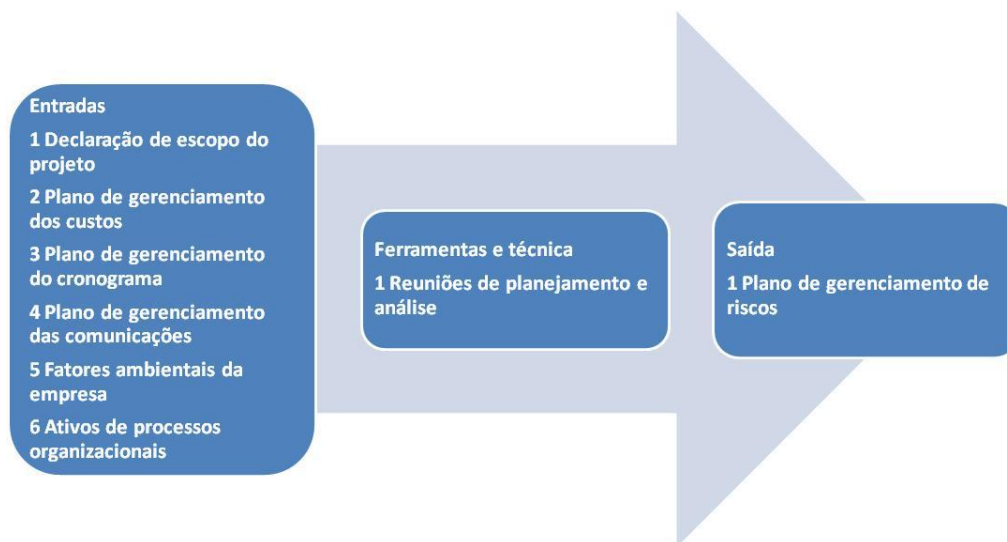 Entradas
1 Declaração de escopo do
projeto
2 Plano de gerenciamento
dos custos
3 Plano de gerenciamento
do cronograma
4 Plano de gerenciamento
das comunicações
5 Fatores ambientais da
empresa
6 Ativos de processos
organizacionais
Ferramentas e técnica
1 Reuniões de planejamento e
análise
Saída
1 Plano de gerenciamento de
riscos